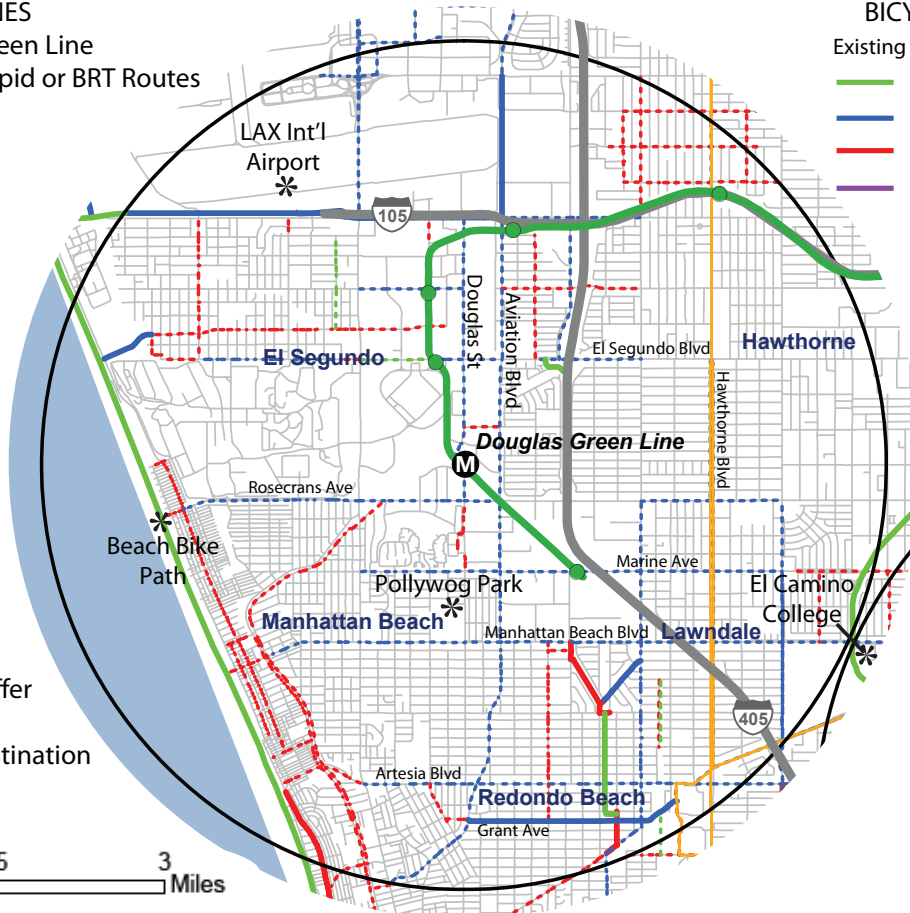 IES
een Line
pid or BRT Routes
BICY
Existing
LAX Int'l
Airport
105
Douglas St
Aviation Blvd
El Segundo Blvd
Hawthorne
El Segundo
Hawthorne Blvd
Douglas Green Line
M
Rosecrans Ave
Beach Bike
Path
Marine Ave
Pollywog Park
El Camino
College
Manhattan Beach
Manhattan Beach Blvd
Lawndale
ffer
405
stination
Artesia Blvd
Redondo Beach
Grant Ave
5
3
Miles